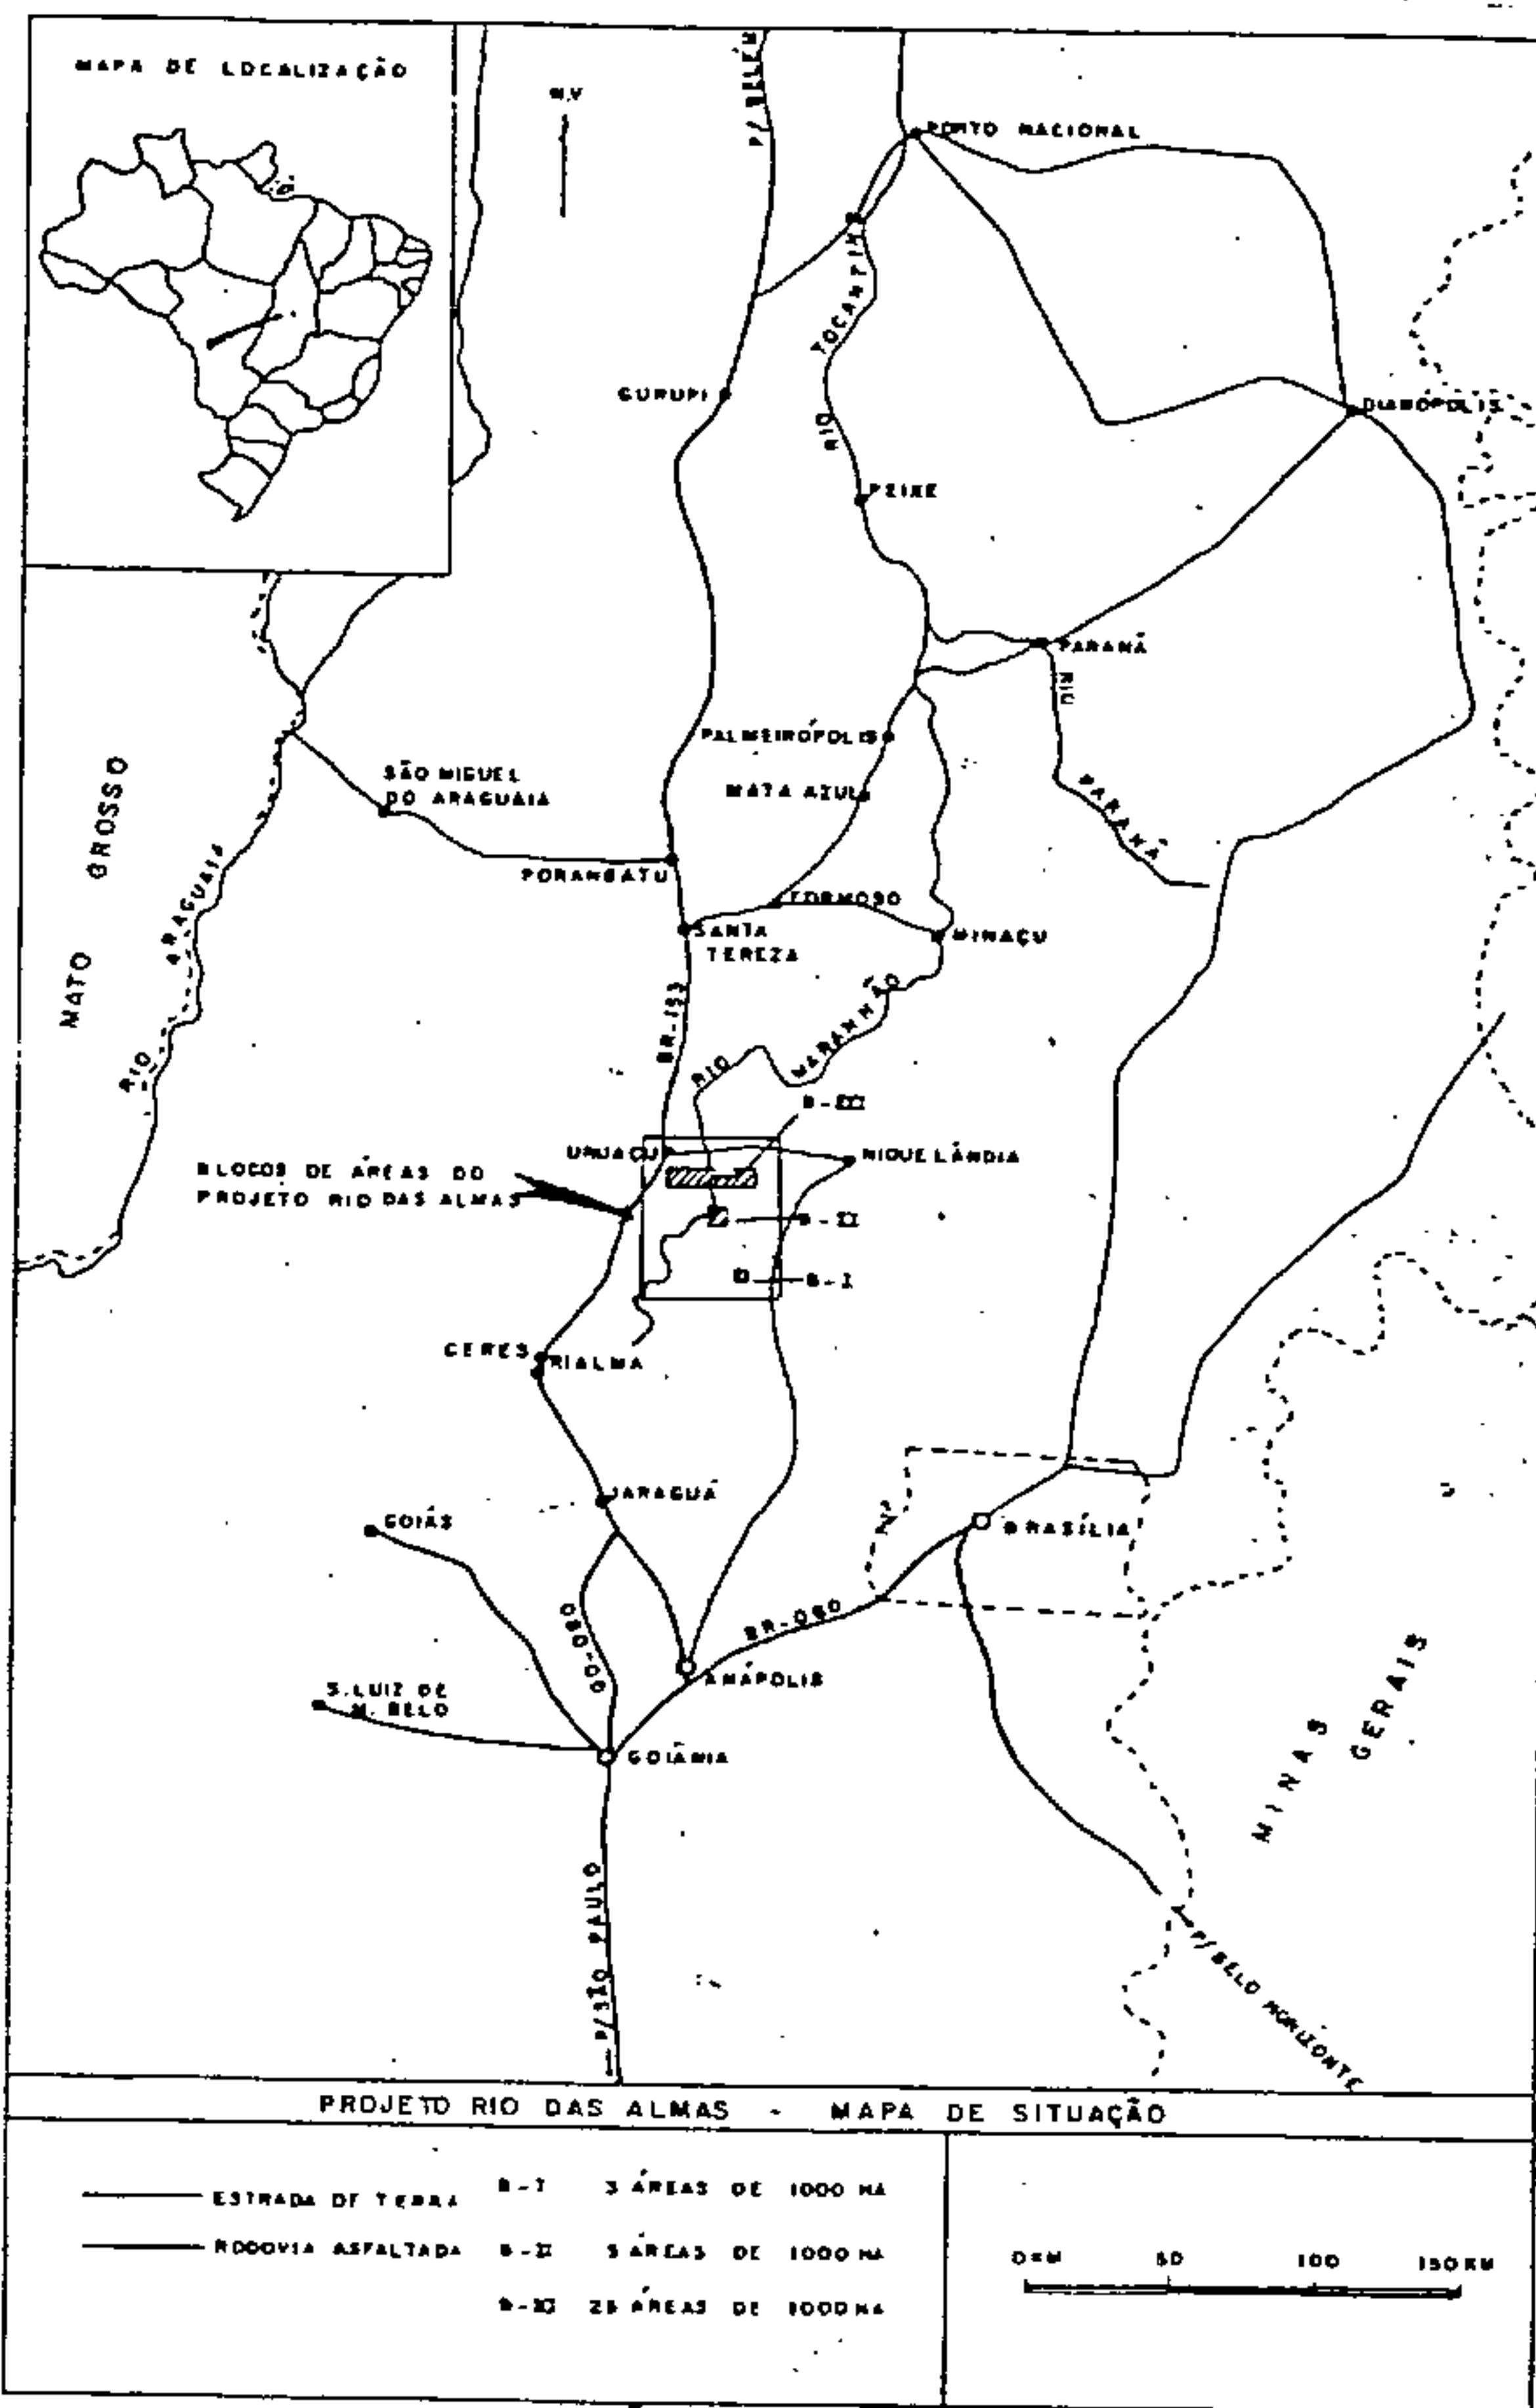 MAPA DE LOCALIZAÇÃO
P/ BELÉM
PORTO NACIONAL
RIO TOCANTIN
GURUPI
DIANÓPOLIS
PEIXE
PARANÃ
RIO PARANÃ
PALMEIRÓPOLIS
MATA AZUL
SÃO MIGUEL
DO ARAGUAIA
MATO GROSSO
RIO ARAGUAIA
PORANGATU
FORMOSO
SANTA
TEREZA
MINAÇU
BR-153
RIO MARANHÃO
B-III
URUAÇU
NIQUELÂNDIA
BLOCOS DE ÁREAS DO
PROJETO RIO DAS ALMAS
B-II
B-I
CERES
RIALMA
JARAGUÁ
GOIÁS
BRASÍLIA
GO-080
BR-060
ANÁPOLIS
S. LUIZ DE
M. BELO
GOIÂNIA
MINAS GERAIS
P/ SÃO PAULO
P/ BELO HORIZONTE
PROJETO RIO DAS ALMAS - MAPA DE SITUAÇÃO
ESTRADA DE TERRA
RODOVIA ASFALTADA
B-I 3 ÁREAS DE 1000 HA
B-II 5 ÁREAS DE 1000 HA
B-III ÁREAS DE 1000 HA
0 KM 50 100 150 KM